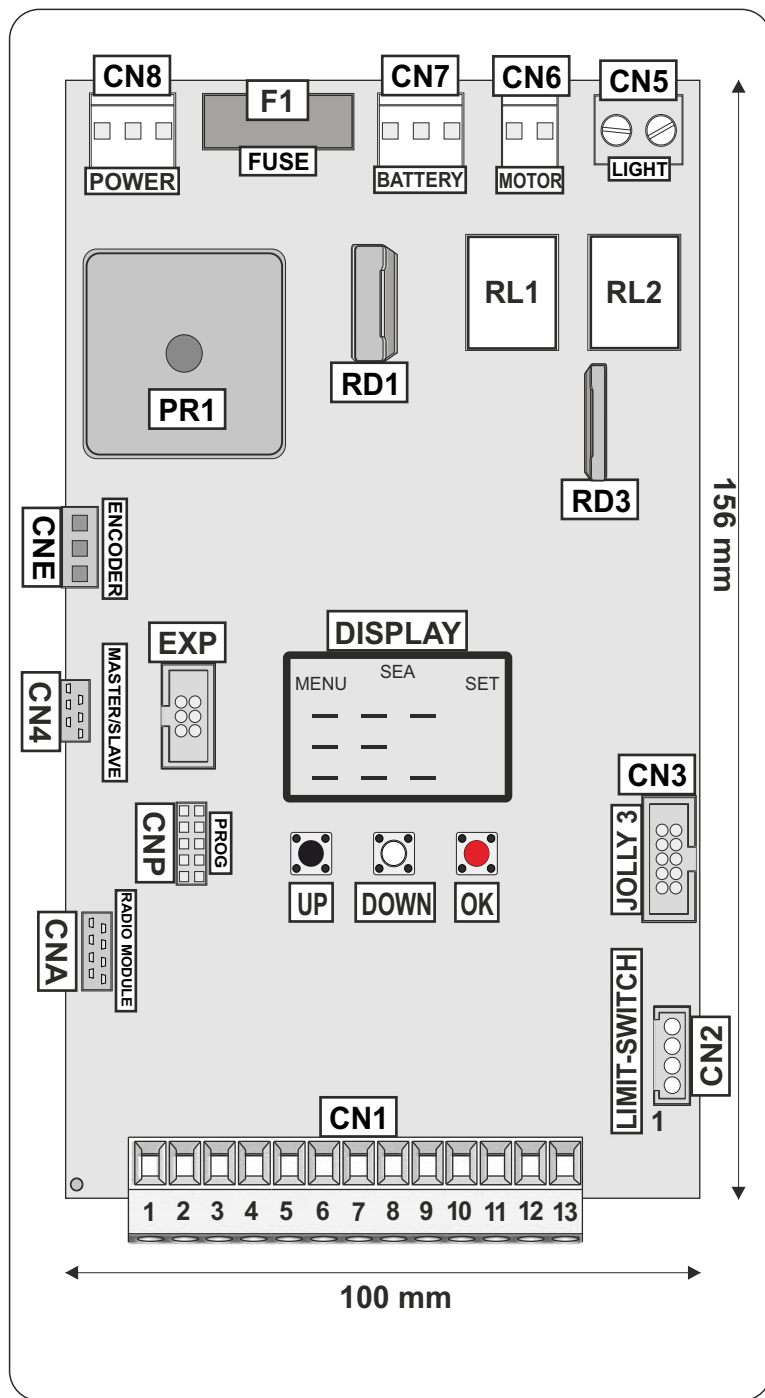 CN8
F1
CN7
CN6
CN5
POWER
FUSE
BATTERY
MOTOR
LIGHT
RL1
RL2
RD1
PR1
RD3
156 mm
CNE
ENCODER
EXP
DISPLAY
MENU
SEA
SET
CN4
MASTER/SLAVE
CN3
JOLLY 3
CNP
PROG
UP
DOWN
OK
CNA
RADIO MODULE
LIMIT-SWITCH
CN2
1
CN1
1 2 3 4 5 6 7 8 9 10 11 12 13
100 mm